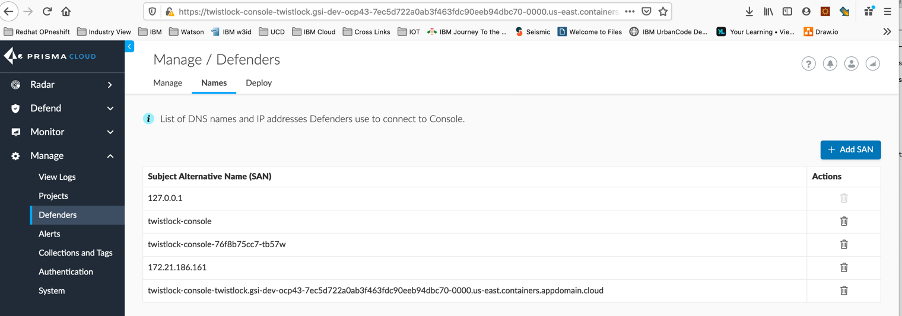 https://twistlock-console-twistlock.gsi-dev-ocp43-7ec5d722a0ab3f463fdc90eeb94dbc70-0000.us-east.containers
Redhat OPneshift Industry View IBM Watson IBM w3id UCD IBM Cloud Cross Links IOT IBM Journey To the ... Seismic Welcome to Files IBM UrbanCode De... Your Learning • Vie... Draw.io
PRISMA CLOUD
Manage / Defenders
Manage Names Deploy
Radar
Defend
Monitor
Manage
View Logs
Projects
Defenders
Alerts
Collections and Tags
Authentication
System
List of DNS names and IP addresses Defenders use to connect to Console.
+ Add SAN
Subject Alternative Name (SAN) Actions
127.0.0.1
twistlock-console
twistlock-console-76f8b75cc7-tb57w
172.21.186.161
twistlock-console-twistlock.gsi-dev-ocp43-7ec5d722a0ab3f463fdc90eeb94dbc70-0000.us-east.containers.appdomain.cloud